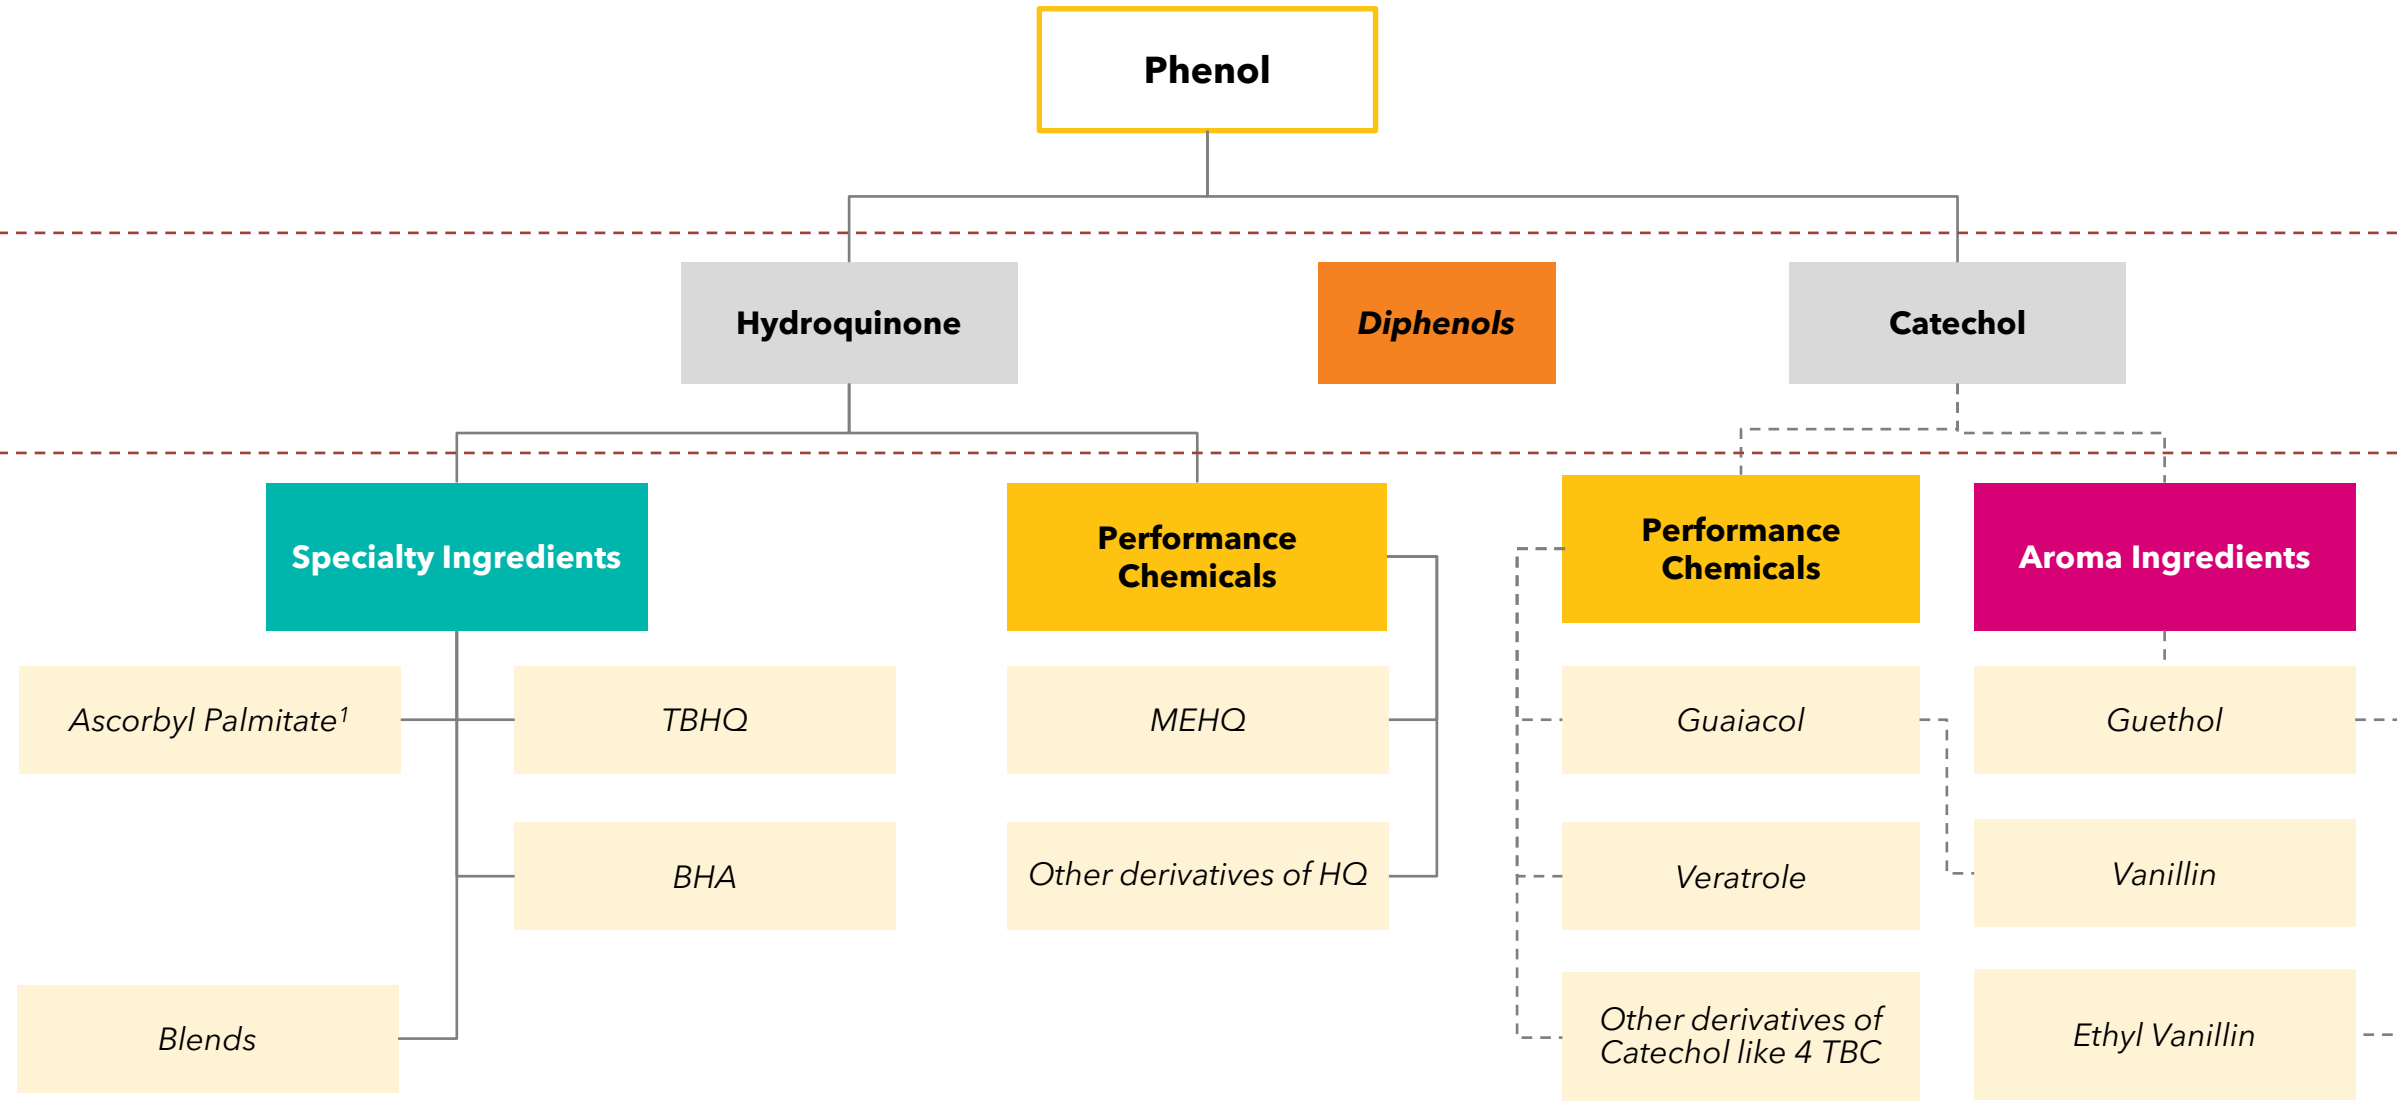 Phenol
Hydroquinone
Diphenols
Catechol
Specialty Ingredients
Performance
Chemicals
Performance
Chemicals
Aroma Ingredients
Ascorbyl Palmitate¹
TBHQ
MEHQ
Guaiacol
Guethol
BHA
Other derivatives of HQ
Veratrole
Vanillin
Blends
Other derivatives of
Catechol like 4 TBC
Ethyl Vanillin